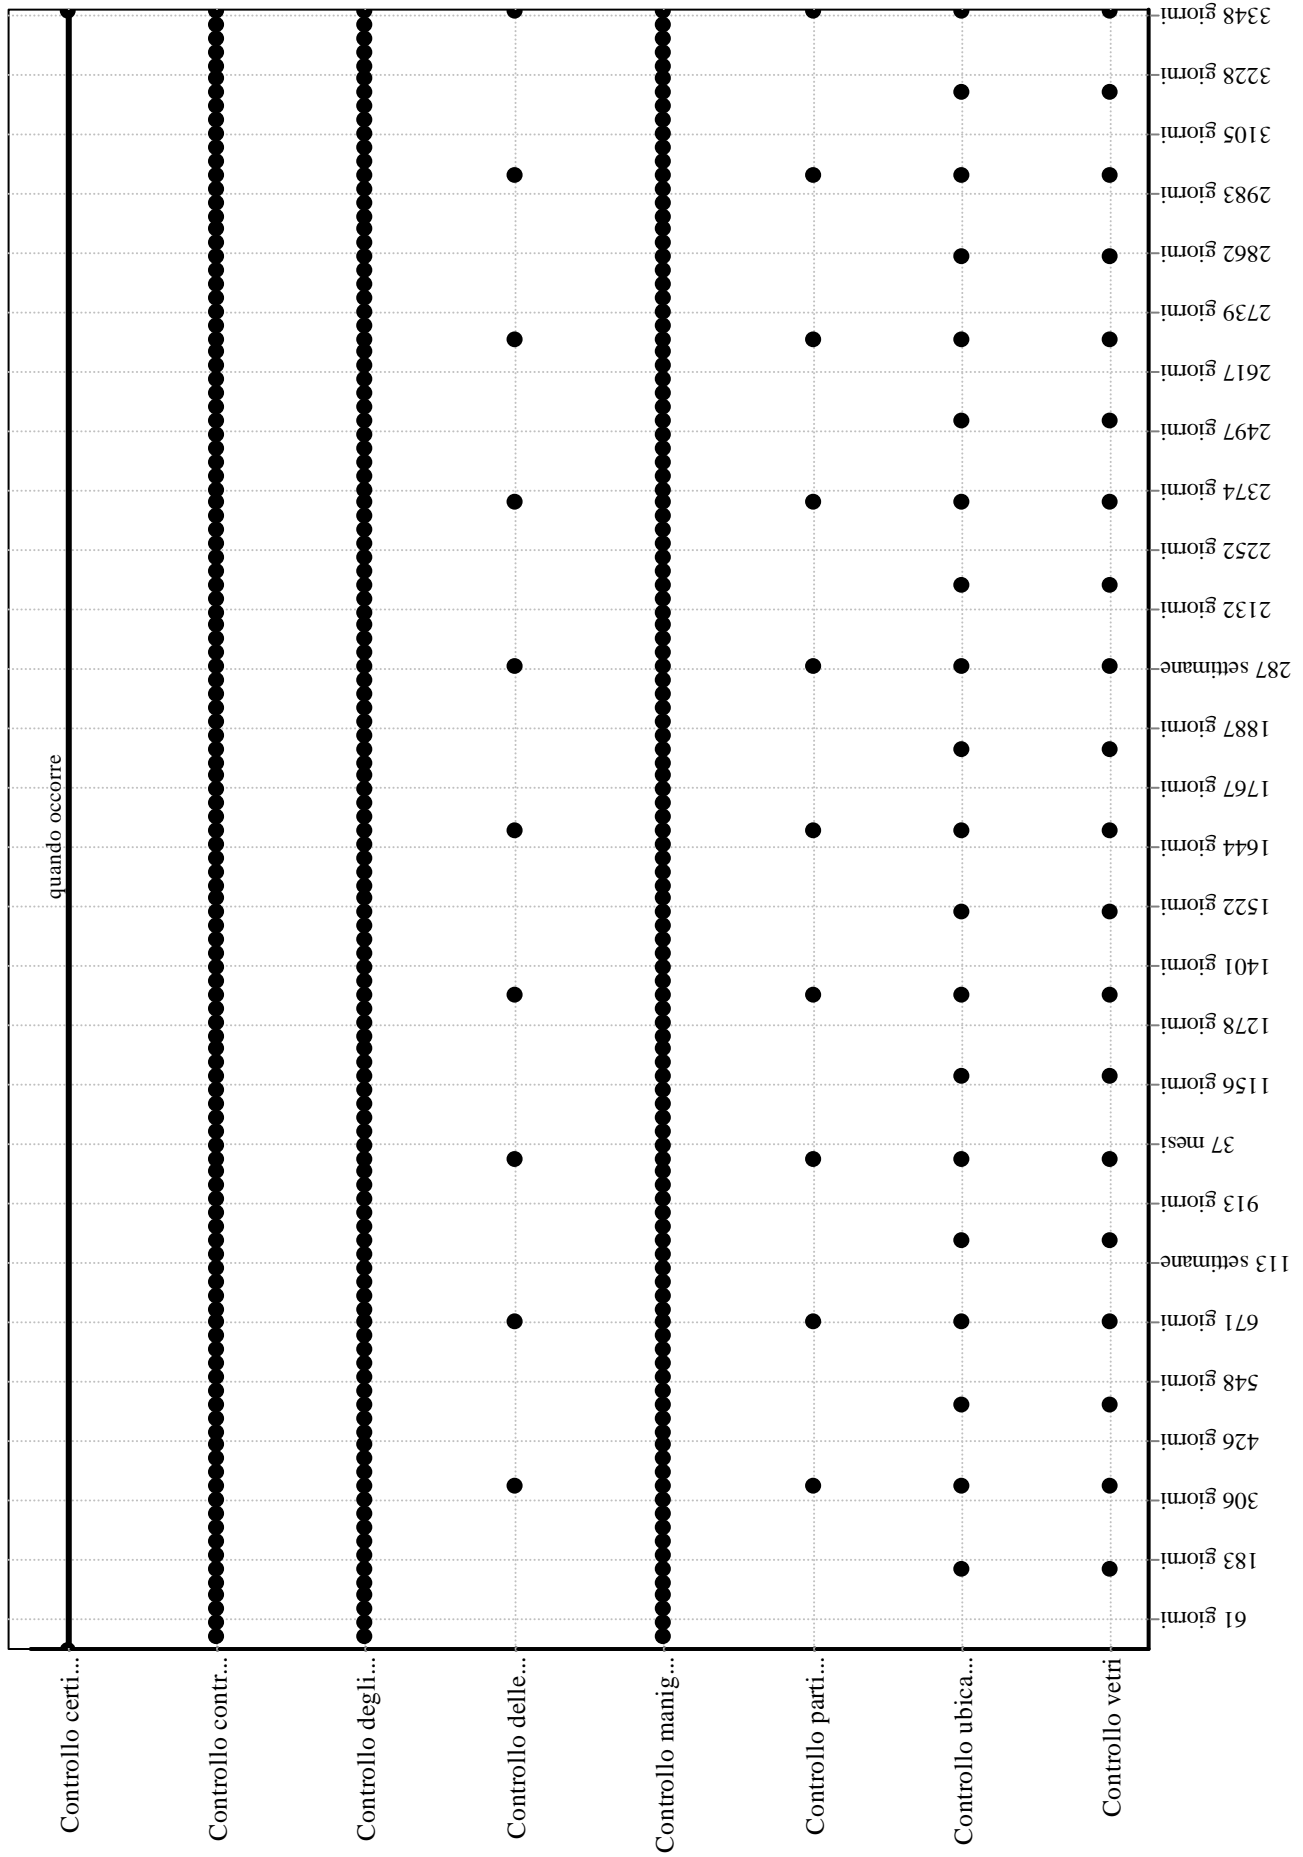 3348 giorni
3228 giorni
3105 giorni
2983 giorni
2862 giorni
2739 giorni
2617 giorni
2497 giorni
2374 giorni
2252 giorni
2132 giorni
287 settimane
1887 giorni
1767 giorni
1644 giorni
1522 giorni
1401 giorni
1278 giorni
1156 giorni
37 mesi
913 giorni
113 settimane
671 giorni
548 giorni
426 giorni
306 giorni
183 giorni
61 giorni
quando occorre
Controllo certi...
Controllo contr...
Controllo degli...
Controllo delle...
Controllo manig...
Controllo parti...
Controllo ubica...
Controllo vetri